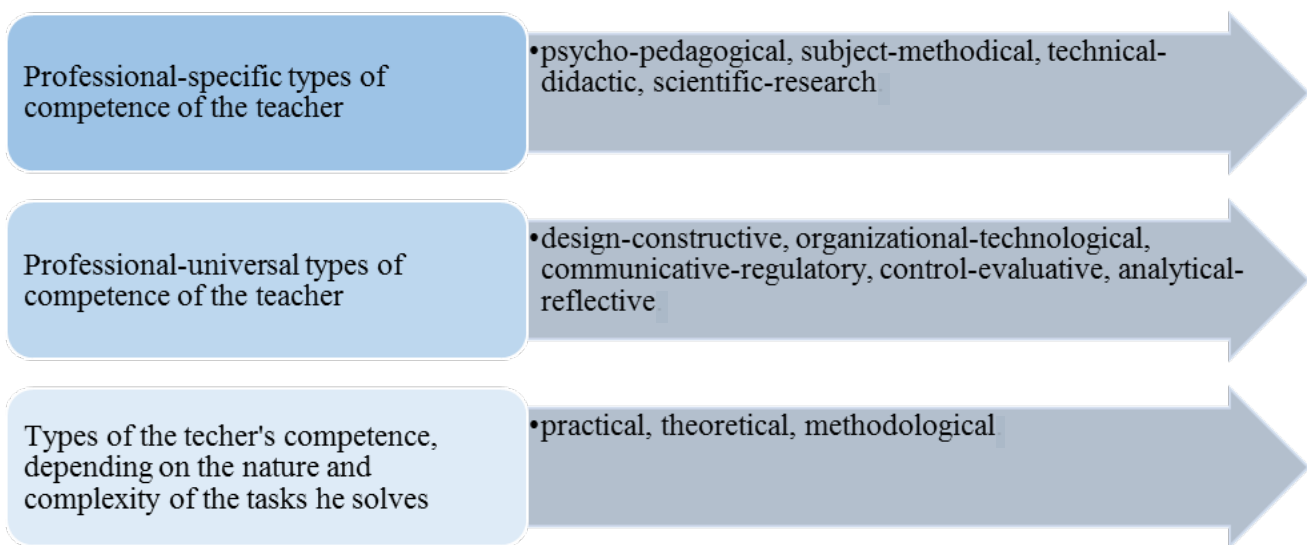 Professional-specific types of
competence of the teacher
•psycho-pedagogical, subject-methodical, technical-
didactic, scientific-research.
Professional-universal types of
competence of the teacher
•design-constructive, organizational-technological,
communicative-regulatory, control-evaluative, analytical-
reflective.
Types of the techer's competence,
depending on the nature and
complexity of the tasks he solves
•practical, theoretical, methodological.